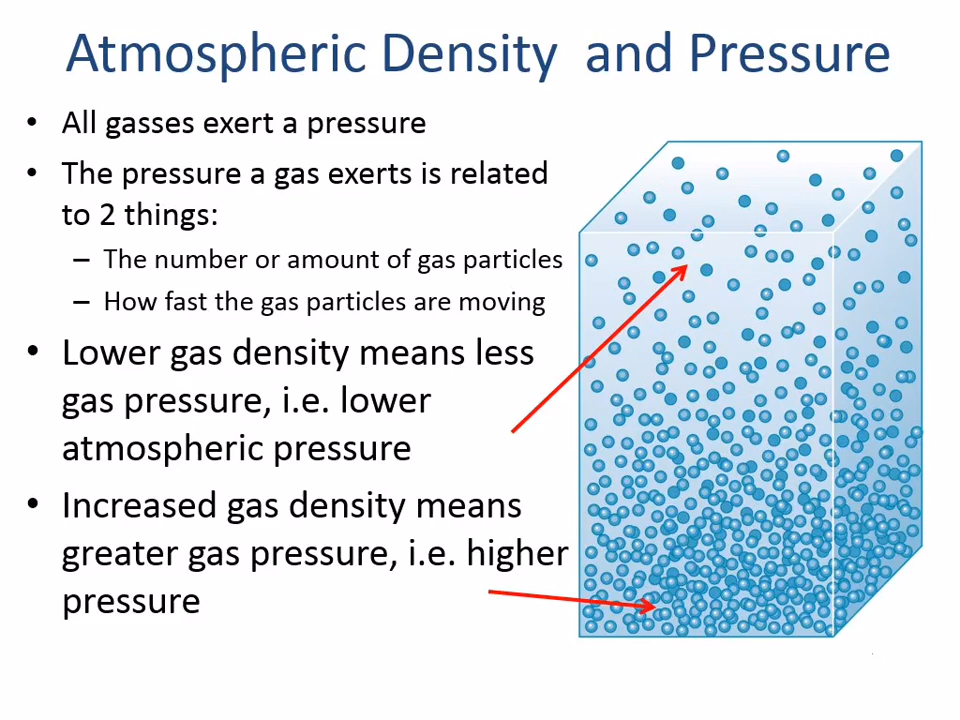 Atmospheric Density and Pressure
• All gasses exert a pressure
• The pressure a gas exerts is related
to 2 things:
– The number or amount of gas particles
– How fast the gas particles are moving
• Lower gas density means less
gas pressure, i.e. lower
atmospheric pressure
• Increased gas density means
greater gas pressure, i.e. higher
pressure